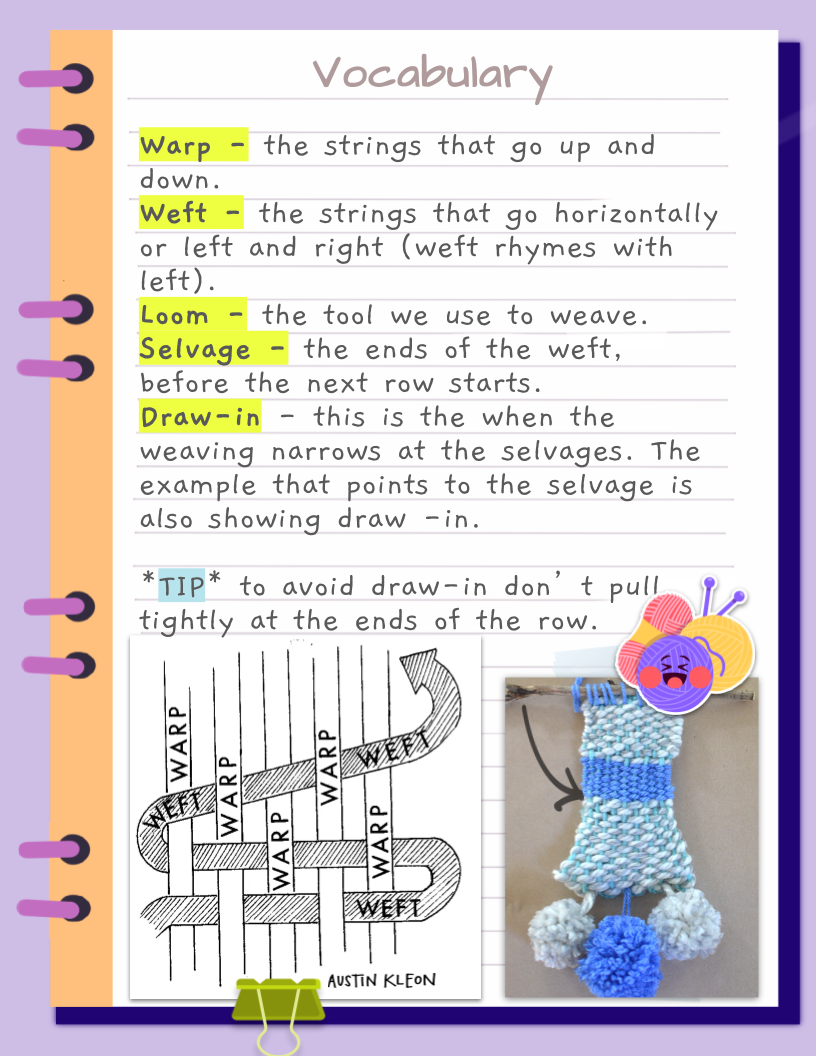 Vocabulary
Warp - the strings that go up and
down.
Weft - the strings that go horizontally
or left and right (weft rhymes with
left).
Loom - the tool we use to weave.
Selvage - the ends of the weft,
before the next row starts.
Draw-in - this is the when the
weaving narrows at the selvages. The
example that points to the selvage is
also showing draw -in.
*TIP* to avoid draw-in don' t pull
tightly at the ends of the row.
WARP
WARP
WARP
WEFT
WEFT
WARP
WARP
WEFT
AUSTIN KLEON